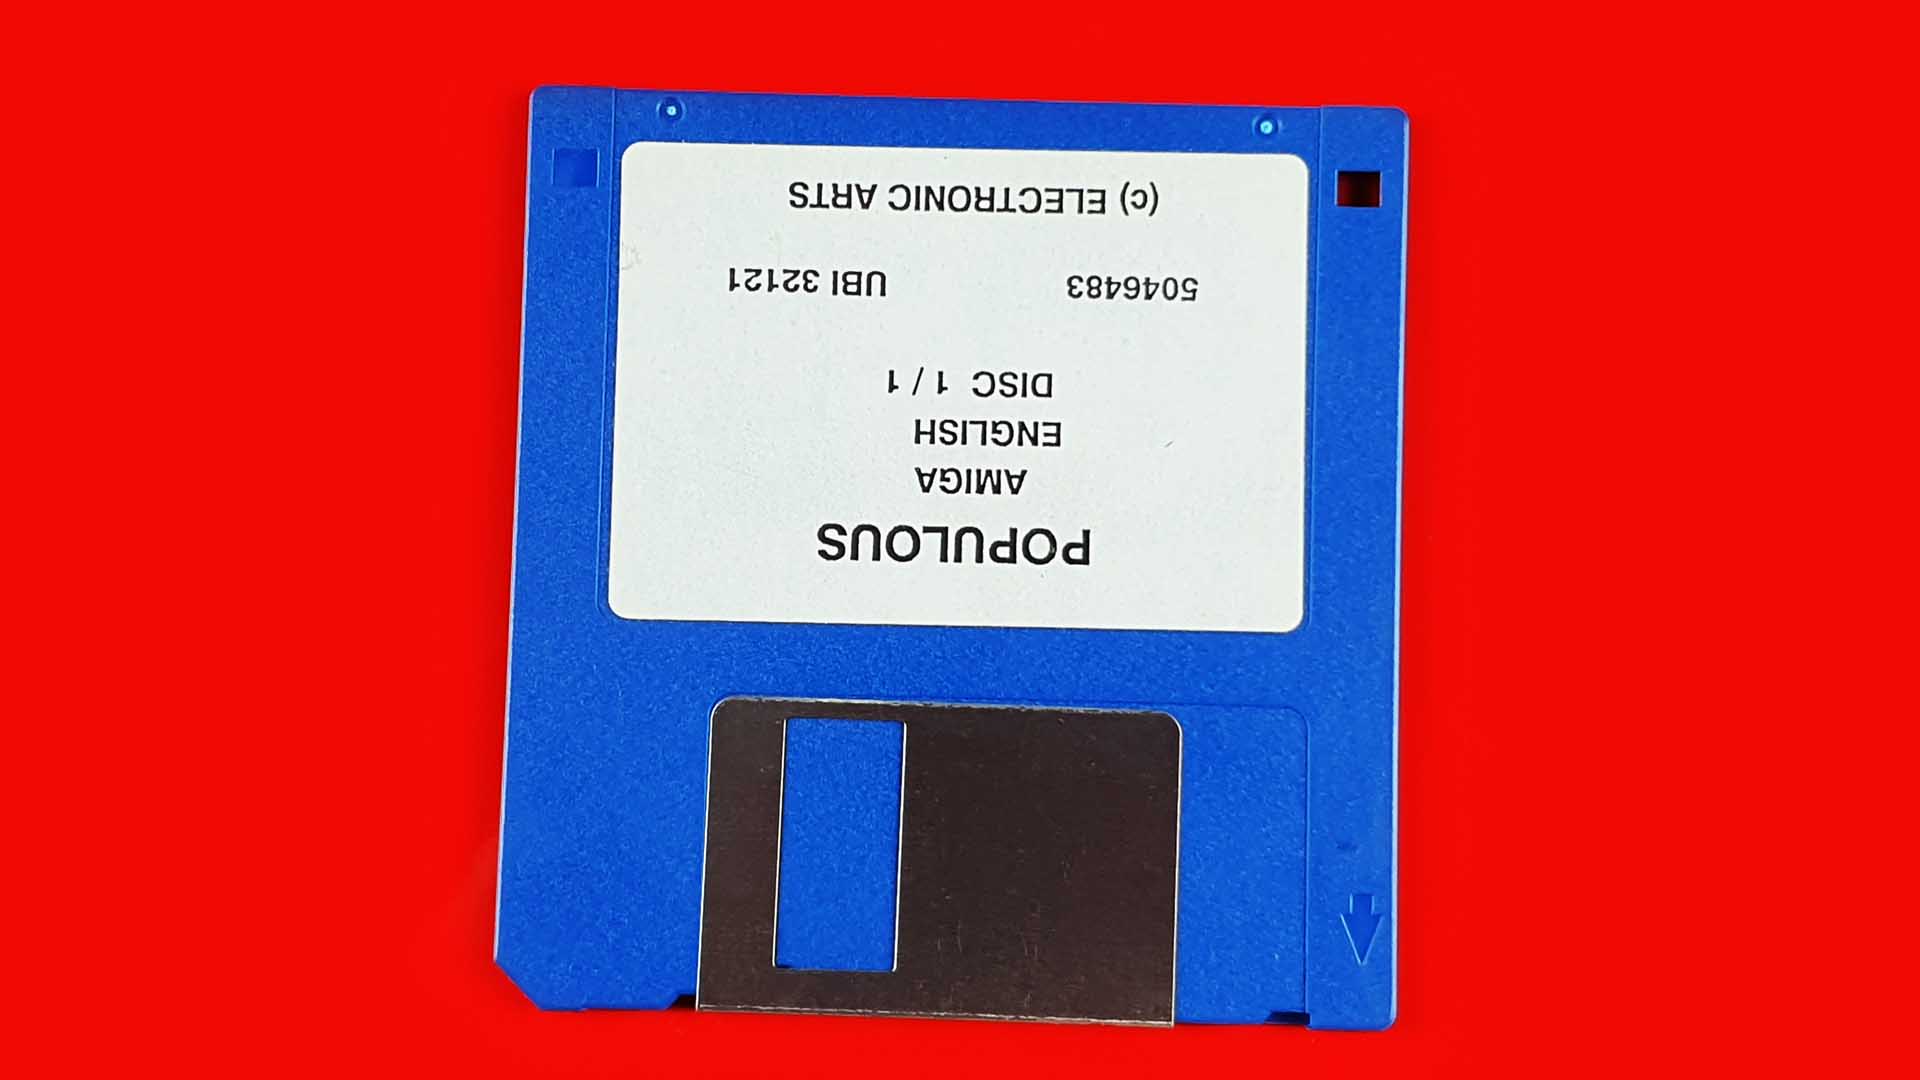 POPULOUS
AMIGA
ENGLISH
DISC 1 / 1
5046483 UBI 32121
(c) ELECTRONIC ARTS